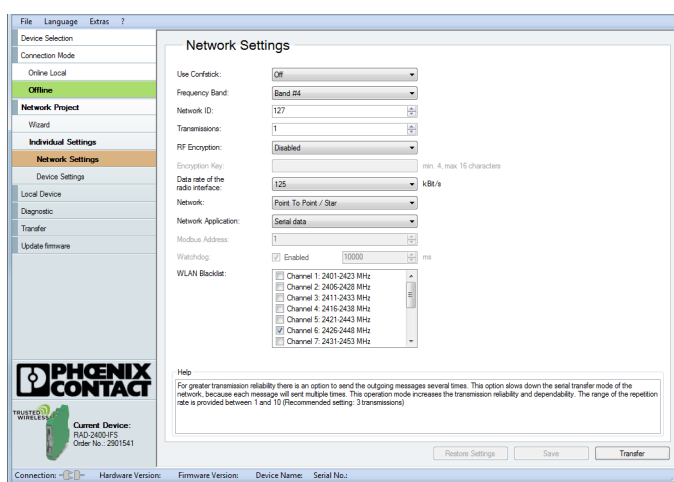 File Language Extras ?
Device Selection
Connection Mode
Online Local
Offline
Network Project
Wizard
Individual Settings
Network Settings
Device Settings
Local Device
Diagnostic
Transfer
Update firmware
PHŒNIX
CONTACT
TRUSTED
WIRELESS
Current Device:
RAD-2400-IFS
Order No.: 2901541
Network Settings
Use Confstick: Off
Frequency Band: Band #4
Network ID: 127
Transmissions: 1
RF Encryption: Disabled
Encryption Key: min. 4, max 16 characters
Data rate of the
radio interface: 125 kBit/s
Network: Point To Point / Star
Network Application: Serial data
Modbus Address: 1
Watchdog: Enabled 10000 ms
WLAN Blacklist:
Channel 1: 2401-2423 MHz
Channel 2: 2406-2428 MHz
Channel 3: 2411-2433 MHz
Channel 4: 2416-2438 MHz
Channel 5: 2421-2443 MHz
Channel 6: 2426-2448 MHz
Channel 7: 2431-2453 MHz
Help
For greater transmission reliability there is an option to send the outgoing messages several times. This option slows down the serial transfer mode of the
network, because each message will sent multiple times. This operation mode increases the transmission reliability and dependability. The range of the repetition
rate is provided between 1 and 10 (Recommended setting: 3 transmissions)
Restore Settings Save Transfer
Connection: Hardware Version: Firmware Version: Device Name: Serial No.: